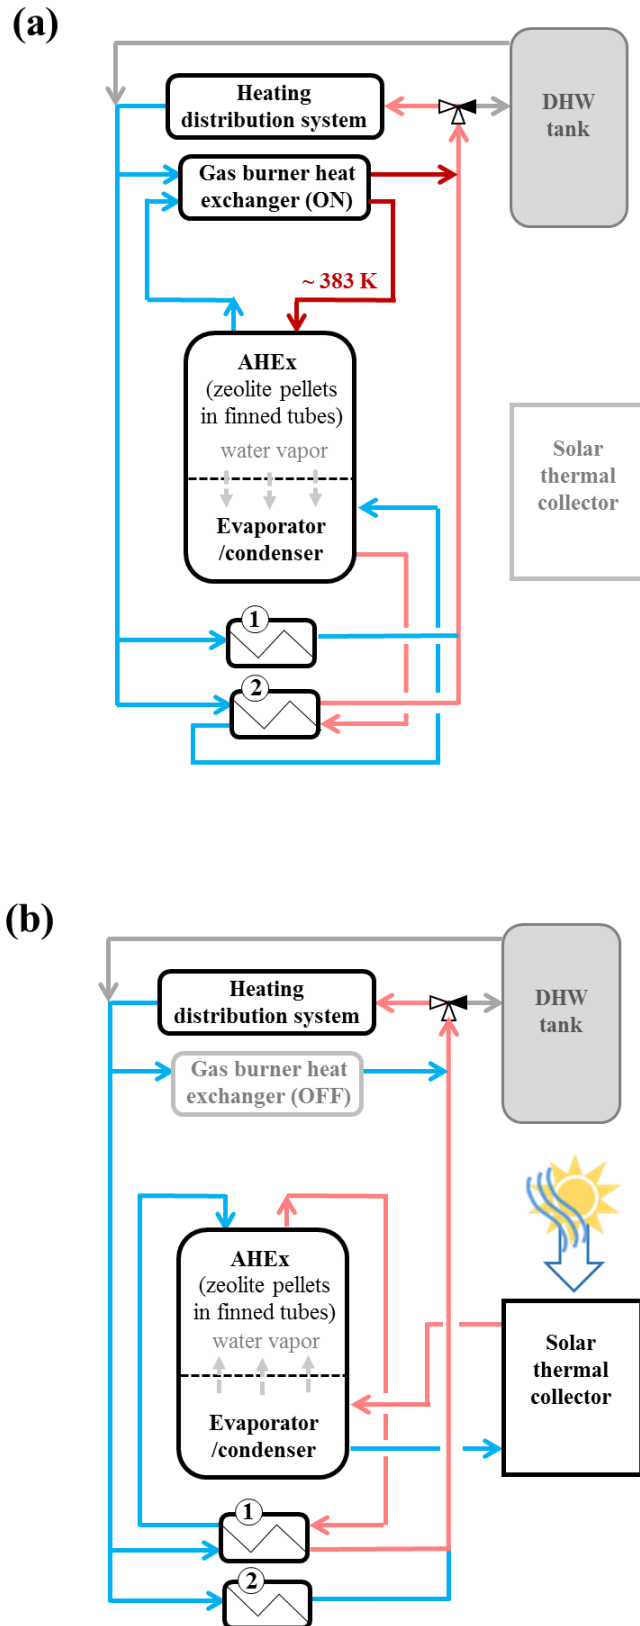 (a)
Heating
distribution system
DHW
tank
Gas burner heat
exchanger (ON)
~ 383 K
AHEx
(zeolite pellets
in finned tubes)
water vapor
Evaporator
/condenser
Solar
thermal
collector
1
2
(b)
Heating
distribution system
DHW
tank
Gas burner heat
exchanger (OFF)
AHEx
(zeolite pellets
in finned tubes)
water vapor
Evaporator
/condenser
Solar
thermal
collector
1
2